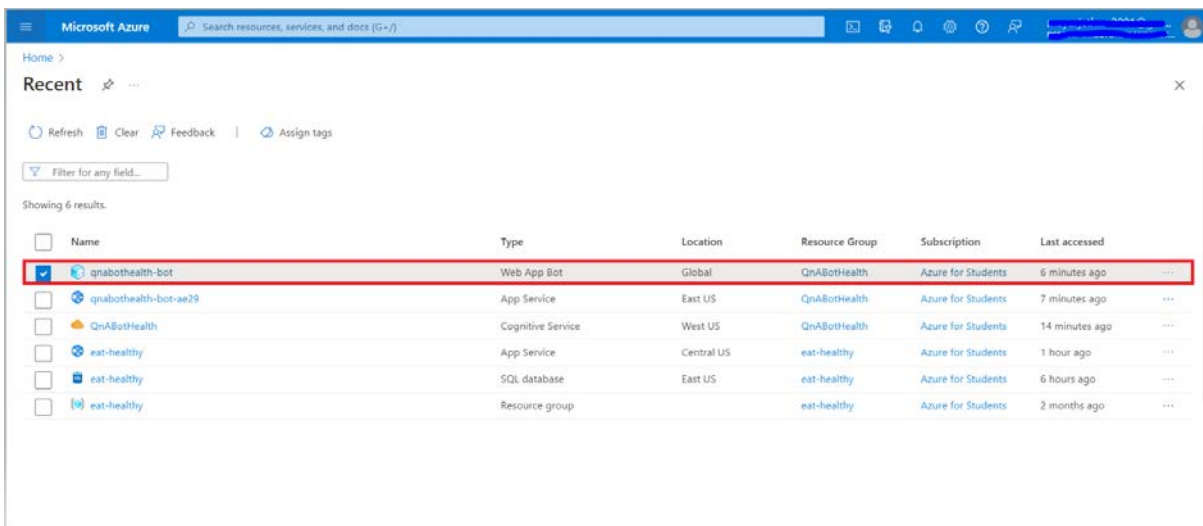 Microsoft Azure Search resources, services, and docs (G+/)
Home >
Recent ...
Refresh Clear Feedback | Assign tags
Filter for any field...
Showing 6 results.
Name Type Location Resource Group Subscription Last accessed
qnabothealth-bot Web App Bot Global QnABotHealth Azure for Students 6 minutes ago ...
qnabothealth-bot-ae29 App Service East US QnABotHealth Azure for Students 7 minutes ago ...
QnABotHealth Cognitive Service West US QnABotHealth Azure for Students 14 minutes ago ...
eat-healthy App Service Central US eat-healthy Azure for Students 1 hour ago ...
eat-healthy SQL database East US eat-healthy Azure for Students 6 hours ago ...
eat-healthy Resource group eat-healthy Azure for Students 2 months ago ...